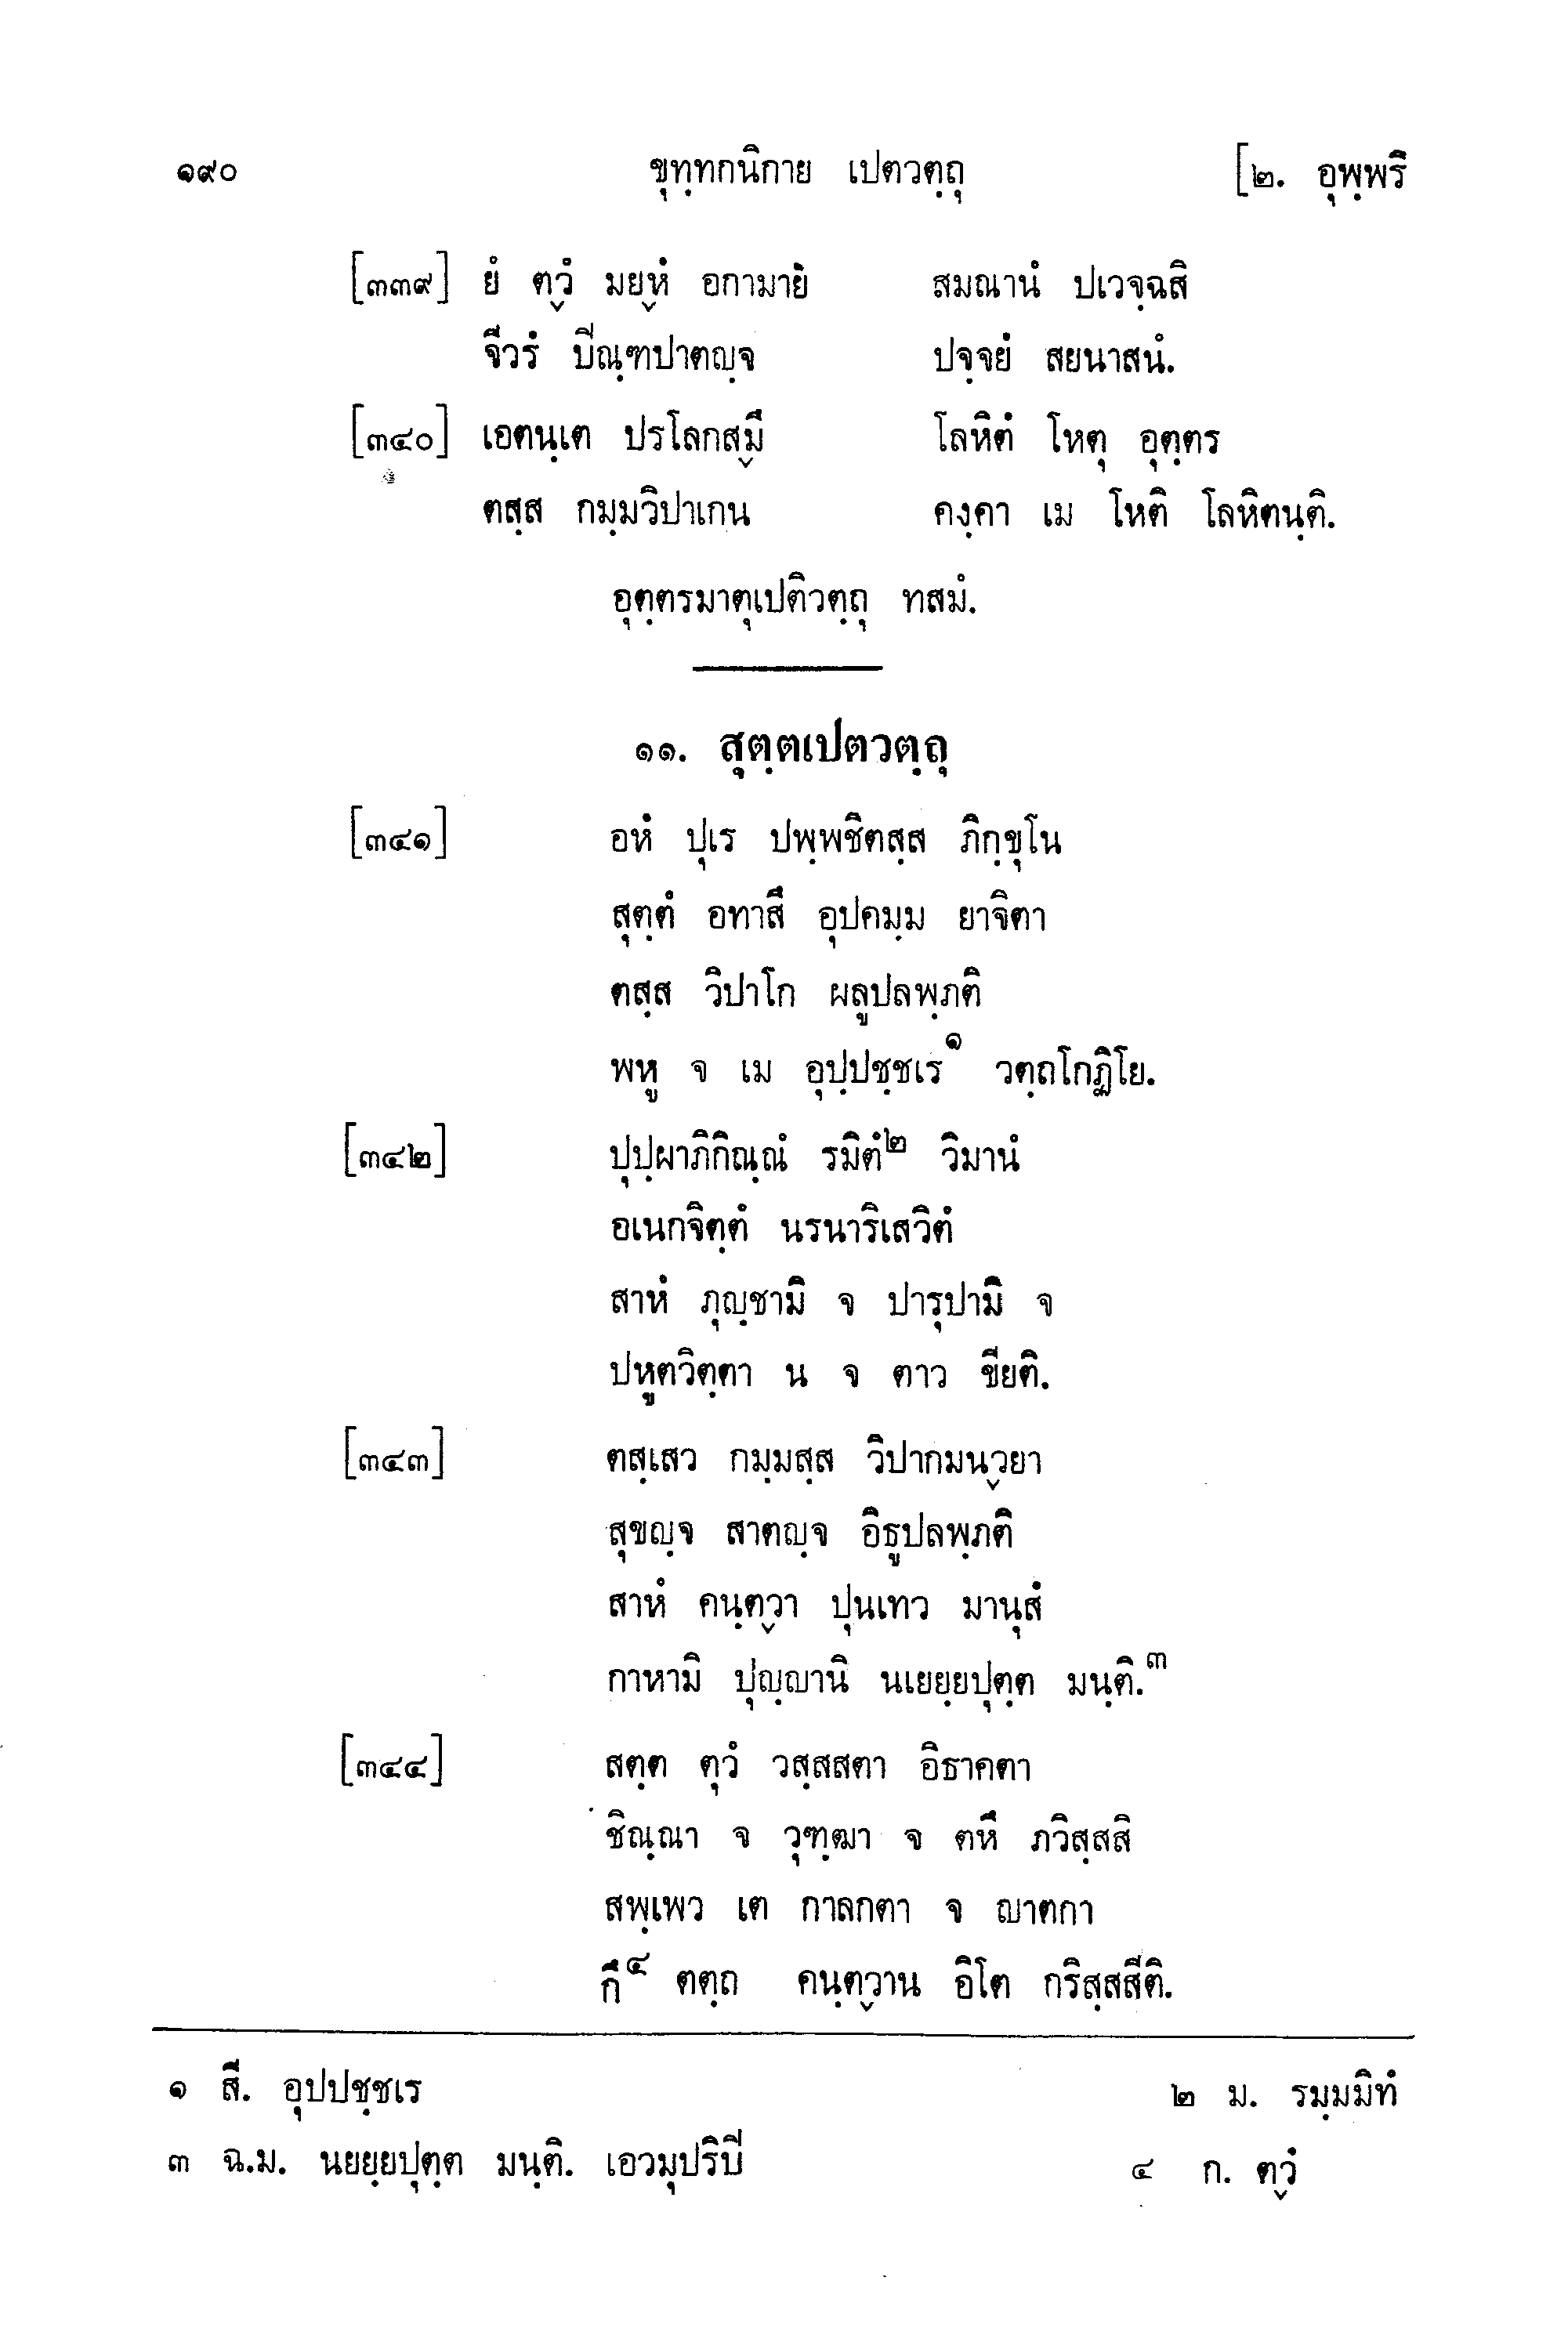 ๑๙๐ ขุทฺทกนิกาย เปตวตฺถุ [๒. อุพฺพริ
[๓๓๙] ยํ ตฺวํ มยฺหํ อกามายิ สมณานํ ปเวจฺฉสิ
จีวรํ ปิณฺฑปาตญฺจ ปจฺจยํ สยนาสนํ.
[๓๔๐] เอตนฺเต ปรโลกสฺมึ โลหิตํ โหตุ อุตฺตร
ตสฺส กมฺมวิปาเกน คงฺคา เม โหติ โลหิตนฺติ.
อุตฺตรมาตุเปติวตฺถุ ทสมํ.
๑๑. สุตฺตเปตวตฺถุ
[๓๔๑] อหํ ปุเร ปพฺพชิตสฺส ภิกฺขุโน
สุตฺตํ อทาสึ อุปคมฺม ยาจิตา
ตสฺส วิปาโก ผลูปลพฺภติ
พหู จ เม อุปฺปชฺชเร๑ วตฺถโกฏิโย.
[๓๔๒] ปุปฺผาภิกิณฺณํ รมิตํ๒ วิมานํ
อเนกจิตฺตํ นรนาริเสวิตํ
สาหํ ภุญฺชามิ จ ปารุปามิ จ
ปหูตวิตฺตา น จ ตาว ขียติ.
[๓๔๓] ตสฺเสว กมฺมสฺส วิปากมนฺวยา
สุขญฺจ สาตญฺจ อิธูปลพฺภติ
สาหํ คนฺตฺวา ปุนเทว มานุสํ
กาหามิ ปุญฺญานิ นเยยฺยปุตฺต มนฺติ.๓
[๓๔๔] สตฺต ตุวํ วสฺสสตา อิธาคตา
ชิณฺณา จ วุฑฺฒา จ ตหึ ภวิสฺสสิ
สพฺเพว เต กาลกตา จ ญาตกา
กึ๔ ตตฺถ คนฺตฺวาน อิโต กริสฺสสีติ.
๑ สี. อุปปชฺชเร ๒ ม. รมฺมมิทํ
๓ ฉ.ม. นยยฺยปุตฺต มนฺติ. เอวมุปริปิ ๔ ก. ตฺวํ